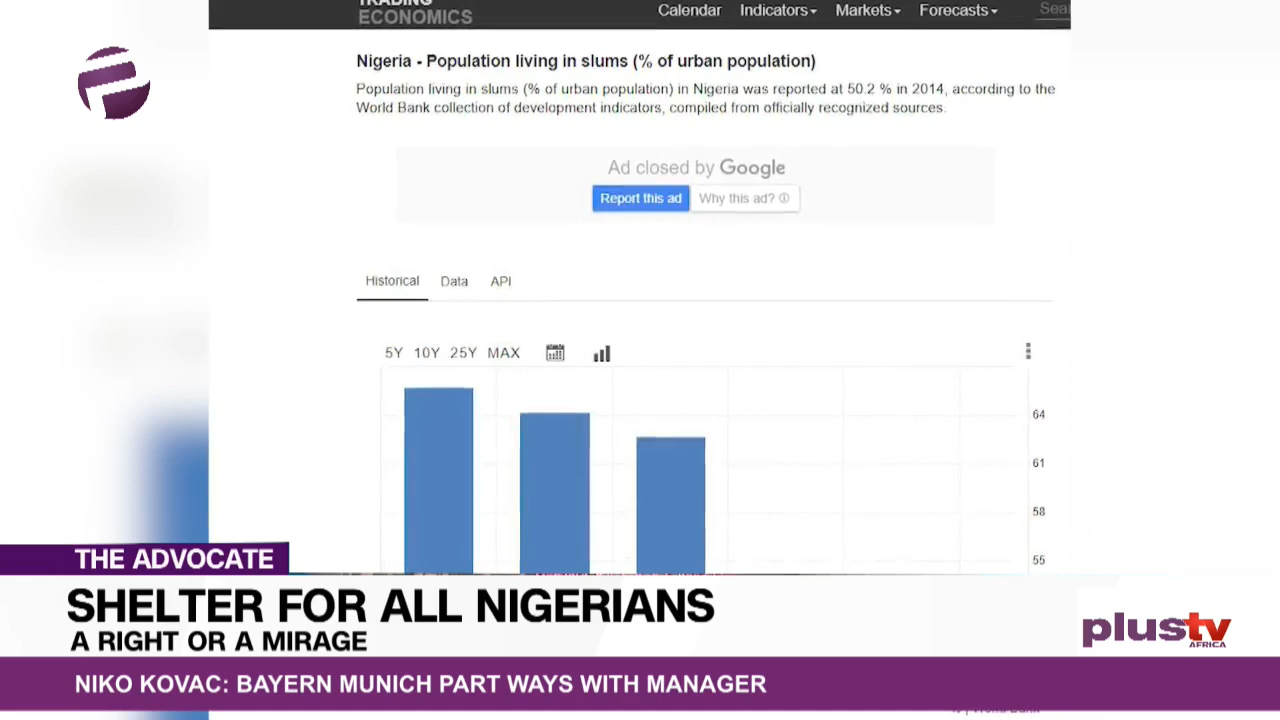 TRADING
ECONOMICS
Calendar Indicators Markets Forecasts Sear
Nigeria - Population living in slums (% of urban population)
Population living in slums (% of urban population) in Nigeria was reported at 50.2 % in 2014, according to the
World Bank collection of development indicators, compiled from officially recognized sources.
Ad closed by Google
Report this ad Why this ad?
Historical Data API
5Y 10Y 25Y MAX
64
61
58
55
THE ADVOCATE
SHELTER FOR ALL NIGERIANS
A RIGHT OR A MIRAGE
plustv
AFRICA
NIKO KOVAC: BAYERN MUNICH PART WAYS WITH MANAGER